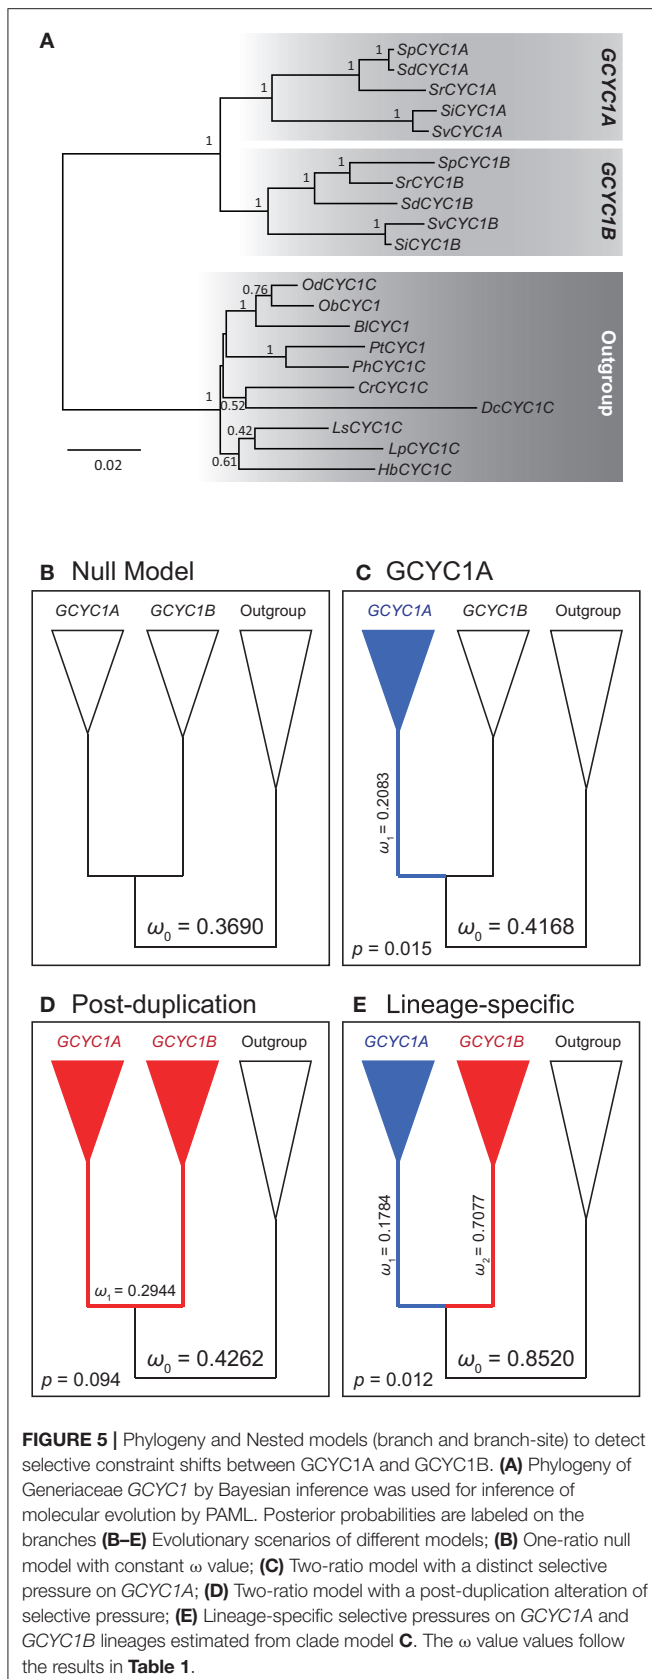 A
1
SpCYC1A
SdCYC1A
1
SrCYC1A
1
SiCYC1A
1
SvCYC1A
GCYC1A
1
1
SpCYC1B
1
SrCYC1B
1
SdCYC1B
1
SvCYC1B
1
SiCYC1B
GCYC1B
0.76
OdCYC1C
1
ObCYC1
BlCYC1
1
PtCYC1
PhCYC1C
1
CrCYC1C
0.52
DcCYC1C
0.42
LsCYC1C
0.61
LpCYC1C
HbCYC1C
Outgroup
0.02
B Null Model
GCYC1A GCYC1B Outgroup
ω0 = 0.3690
C GCYC1A
GCYC1A GCYC1B Outgroup
ω1 = 0.2083
ω0 = 0.4168
p = 0.015
D Post-duplication
GCYC1A GCYC1B Outgroup
ω1 = 0.2944
ω0 = 0.4262
p = 0.094
E Lineage-specific
GCYC1A GCYC1B Outgroup
ω1 = 0.1784
ω2 = 0.7077
ω0 = 0.8520
p = 0.012
FIGURE 5 | Phylogeny and Nested models (branch and branch-site) to detect
selective constraint shifts between GCYC1A and GCYC1B. (A) Phylogeny of
Generiaceae GCYC1 by Bayesian inference was used for inference of
molecular evolution by PAML. Posterior probabilities are labeled on the
branches (B–E) Evolutionary scenarios of different models; (B) One-ratio null
model with constant ω value; (C) Two-ratio model with a distinct selective
pressure on GCYC1A; (D) Two-ratio model with a post-duplication alteration of
selective pressure; (E) Lineage-specific selective pressures on GCYC1A and
GCYC1B lineages estimated from clade model C. The ω value values follow
the results in Table 1.